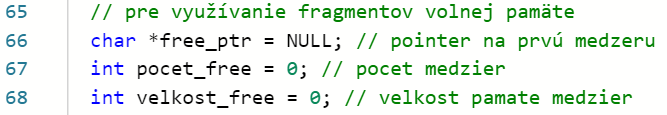 65 // pre využívanie fragmentov volnej pamäte
66 char *free_ptr = NULL; // pointer na prvú medzeru
67 int pocet_free = 0; // pocet medzier
68 int velkost_free = 0; // velkost pamate medzier